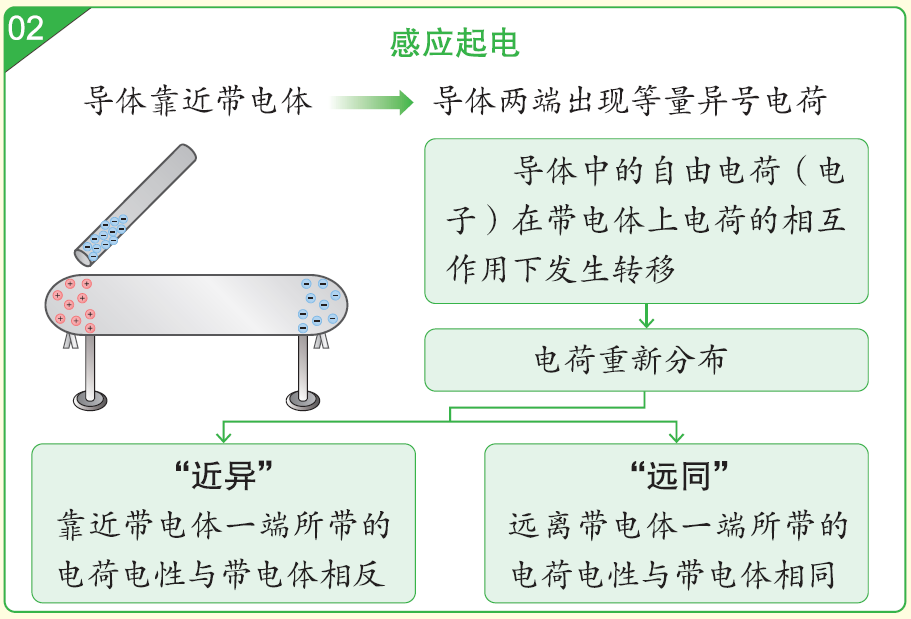 02
感应起电
导体靠近带电体
导体两端出现等量异号电荷
导体中的自由电荷（电
子）在带电体上电荷的相互
作用下发生转移
电荷重新分布
“近异”
靠近带电体一端所带的
电荷电性与带电体相反
“远同”
远离带电体一端所带的
电荷电性与带电体相同